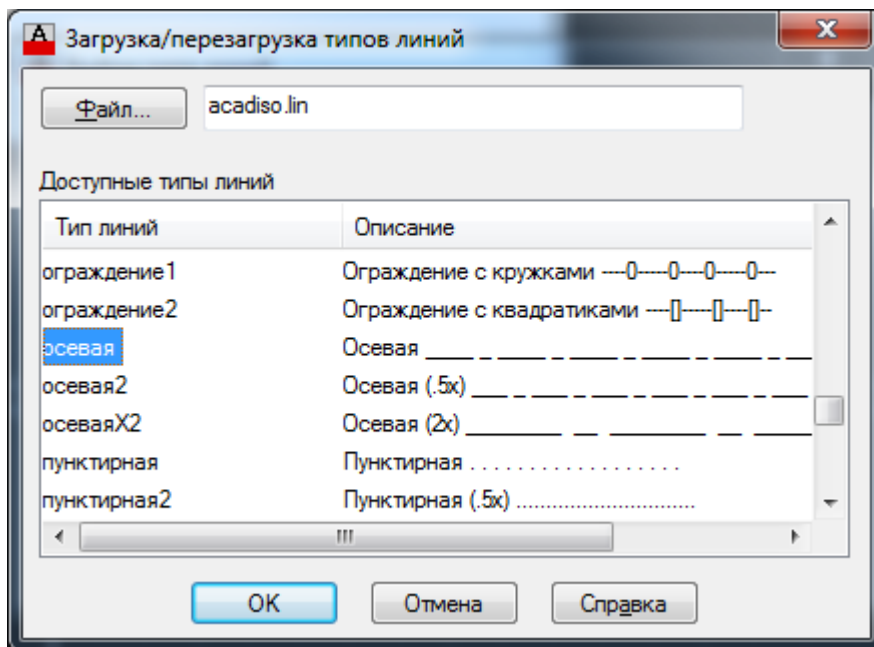 Загрузка/перезагрузка типов линий
Файл... acadiso.lin
Доступные типы линий
Тип линий Описание
ограждение1 Ограждение с кружками ----0-----0----0-----0---
ограждение2 Ограждение с квадратиками ----[]-----[]----[]--
осевая Осевая ____ _ ____ _ ____ _ ____ _ ____ _ __
осевая2 Осевая (.5x) ___ _ ___ _ ___ _ ___ _ ___ _ ___
осеваяX2 Осевая (2x) ________ __ ________ __ _____
пунктирная Пунктирная . . . . . . . . . . . . . . . . . .
пунктирная2 Пунктирная (.5x) .............................
OK Отмена Справка